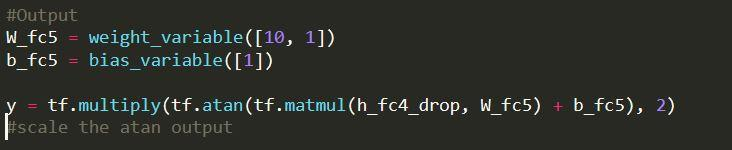 #Output
W_fc5 = weight_variable([10, 1])
b_fc5 = bias_variable([1])
y = tf.multiply(tf.atan(tf.matmul(h_fc4_drop, W_fc5) + b_fc5), 2)
#scale the atan output